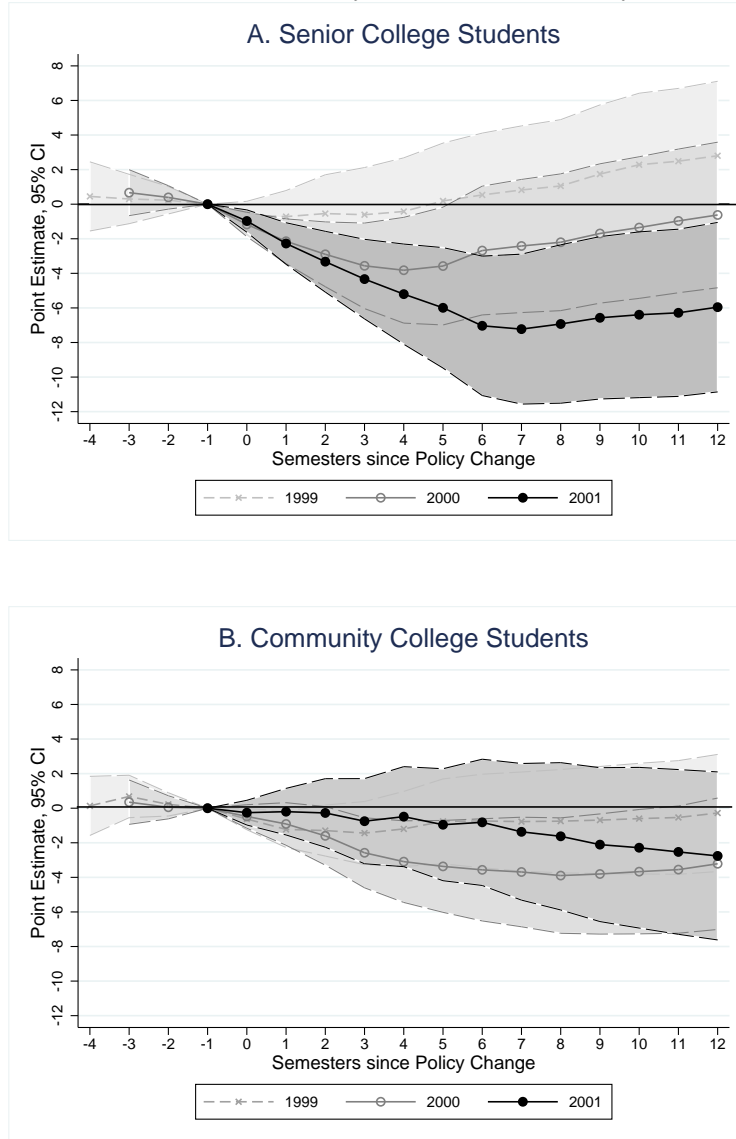 A. Senior College Students
8
6
4
2
0
-2
-4
-6
-8
-10
-12
Point Estimate, 95% CI
-4 -3 -2 -1 0 1 2 3 4 5 6 7 8 9 10 11 12
Semesters since Policy Change
1999 2000 2001
B. Community College Students
8
6
4
2
0
-2
-4
-6
-8
-10
-12
Point Estimate, 95% CI
-4 -3 -2 -1 0 1 2 3 4 5 6 7 8 9 10 11 12
Semesters since Policy Change
1999 2000 2001